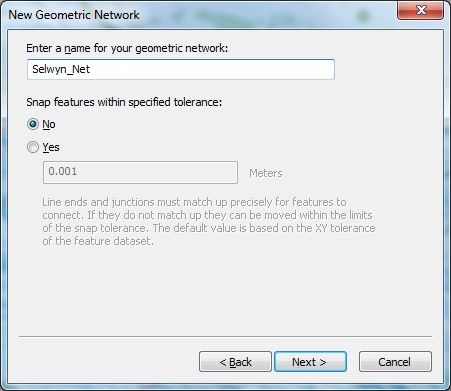 New Geometric Network
Enter a name for your geometric network:
Selwyn_Net
Snap features within specified tolerance:
No
Yes
0.001 Meters
Line ends and junctions must match up precisely for features to
connect. If they do not match up they can be moved within the limits
of the snap tolerance. The default value is based on the XY tolerance
of the feature dataset.
< Back Next > Cancel